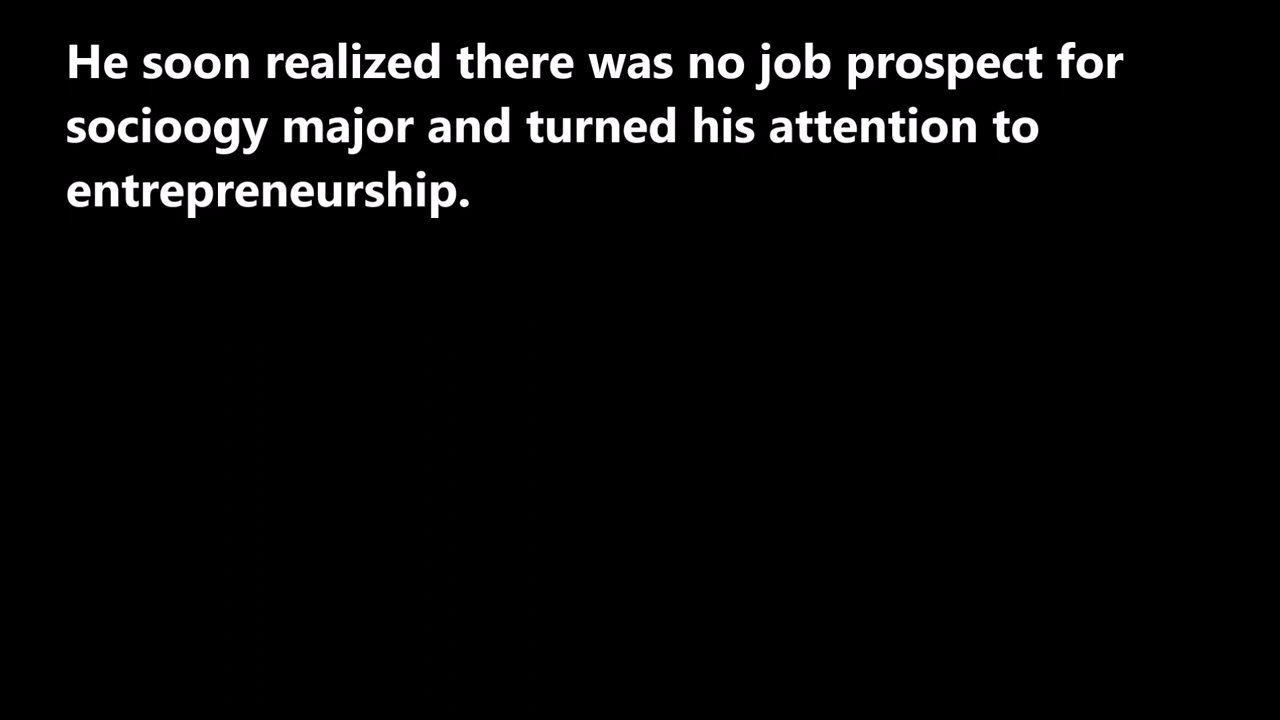 He soon realized there was no job prospect for
socioogy major and turned his attention to
entrepreneurship.